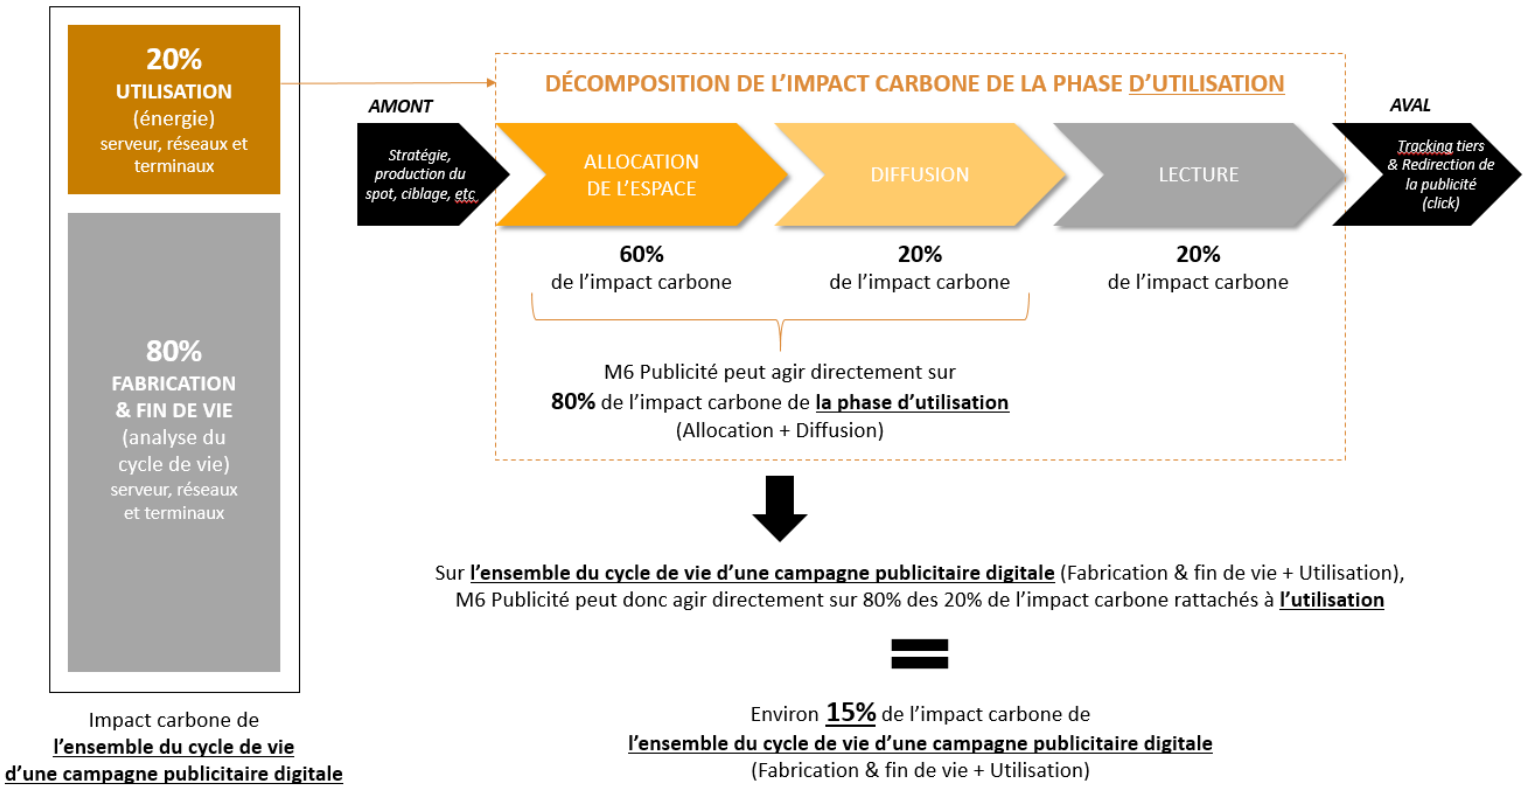 20%
UTILISATION
(énergie)
serveur, réseaux et
terminaux
80%
FABRICATION
& FIN DE VIE
(analyse du
cycle de vie)
serveur, réseaux
et terminaux
Impact carbone de
l’ensemble du cycle de vie
d’une campagne publicitaire digitale
DÉCOMPOSITION DE L’IMPACT CARBONE DE LA PHASE D’UTILISATION
AMONT
Stratégie,
production du
spot, ciblage, etc
ALLOCATION
DE L’ESPACE
DIFFUSION
LECTURE
AVAL
Tracking tiers
& Redirection de
la publicité
(click)
60%
de l’impact carbone
20%
de l’impact carbone
20%
de l’impact carbone
M6 Publicité peut agir directement sur
80% de l’impact carbone de la phase d’utilisation
(Allocation + Diffusion)
Sur l’ensemble du cycle de vie d’une campagne publicitaire digitale (Fabrication & fin de vie + Utilisation),
M6 Publicité peut donc agir directement sur 80% des 20% de l’impact carbone rattachés à l’utilisation
Environ 15% de l’impact carbone de
l’ensemble du cycle de vie d’une campagne publicitaire digitale
(Fabrication & fin de vie + Utilisation)